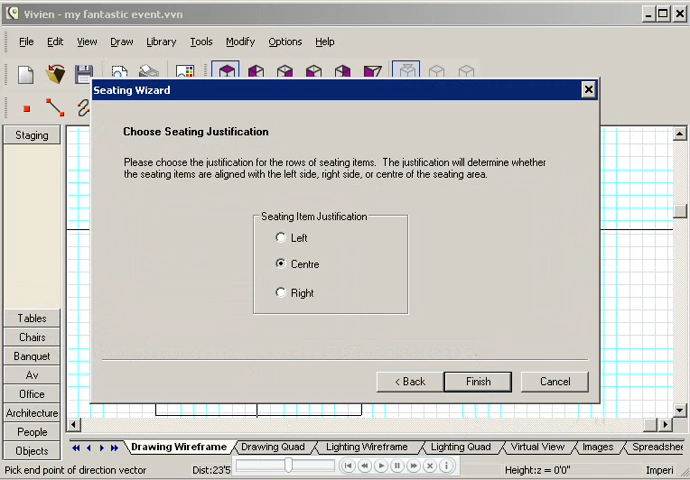 Vivien - my fantastic event.vvn
File Edit View Draw Library Tools Modify Options Help
Seating Wizard
Staging
Choose Seating Justification
Please choose the justification for the rows of seating items. The justification will determine whether
the seating items are aligned with the left side, right side, or centre of the seating area.
Seating Item Justification
Left
Centre
Right
Tables
Chairs
Banquet
Av
Office
Architecture
People
Objects
< Back Finish Cancel
Drawing Wireframe Drawing Quad Lighting Wireframe Lighting Quad Virtual View Images Spreadshee
Pick end point of direction vector Dist:23'5 Height:z = 0'0" Imperi